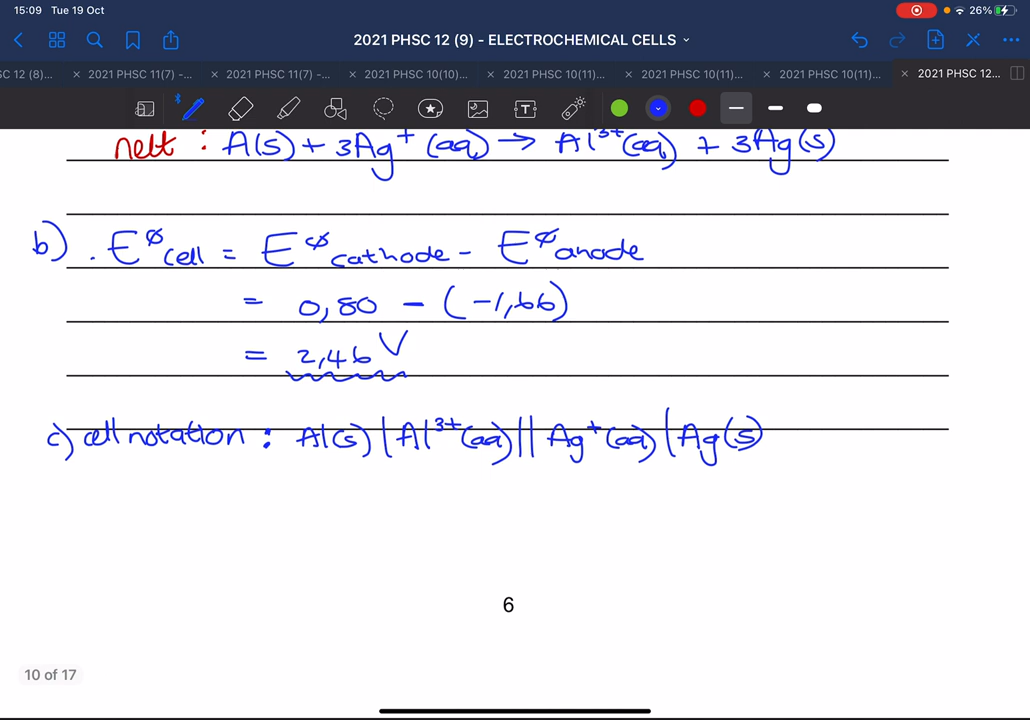 15:09 Tue 19 Oct 26%
2021 PHSC 12 (9) - ELECTROCHEMICAL CELLS
SC 12 (8)... 2021 PHSC 11(7) -... 2021 PHSC 11(7) -... 2021 PHSC 10(10)... 2021 PHSC 10(11)... 2021 PHSC 10(11)... 2021 PHSC 10(11)... 2021 PHSC 12...
nett : A(s) + 3Ag⁺ (aq) → Al³⁺(aq) + 3Ag(s)
b) . E°cell = E°cathode - E°anode
= 0,80 - (-1,66)
= 2,46 V
c) cell notation : Al(s) | Al³⁺(aq) || Ag⁺(aq) | Ag(s)
6
10 of 17